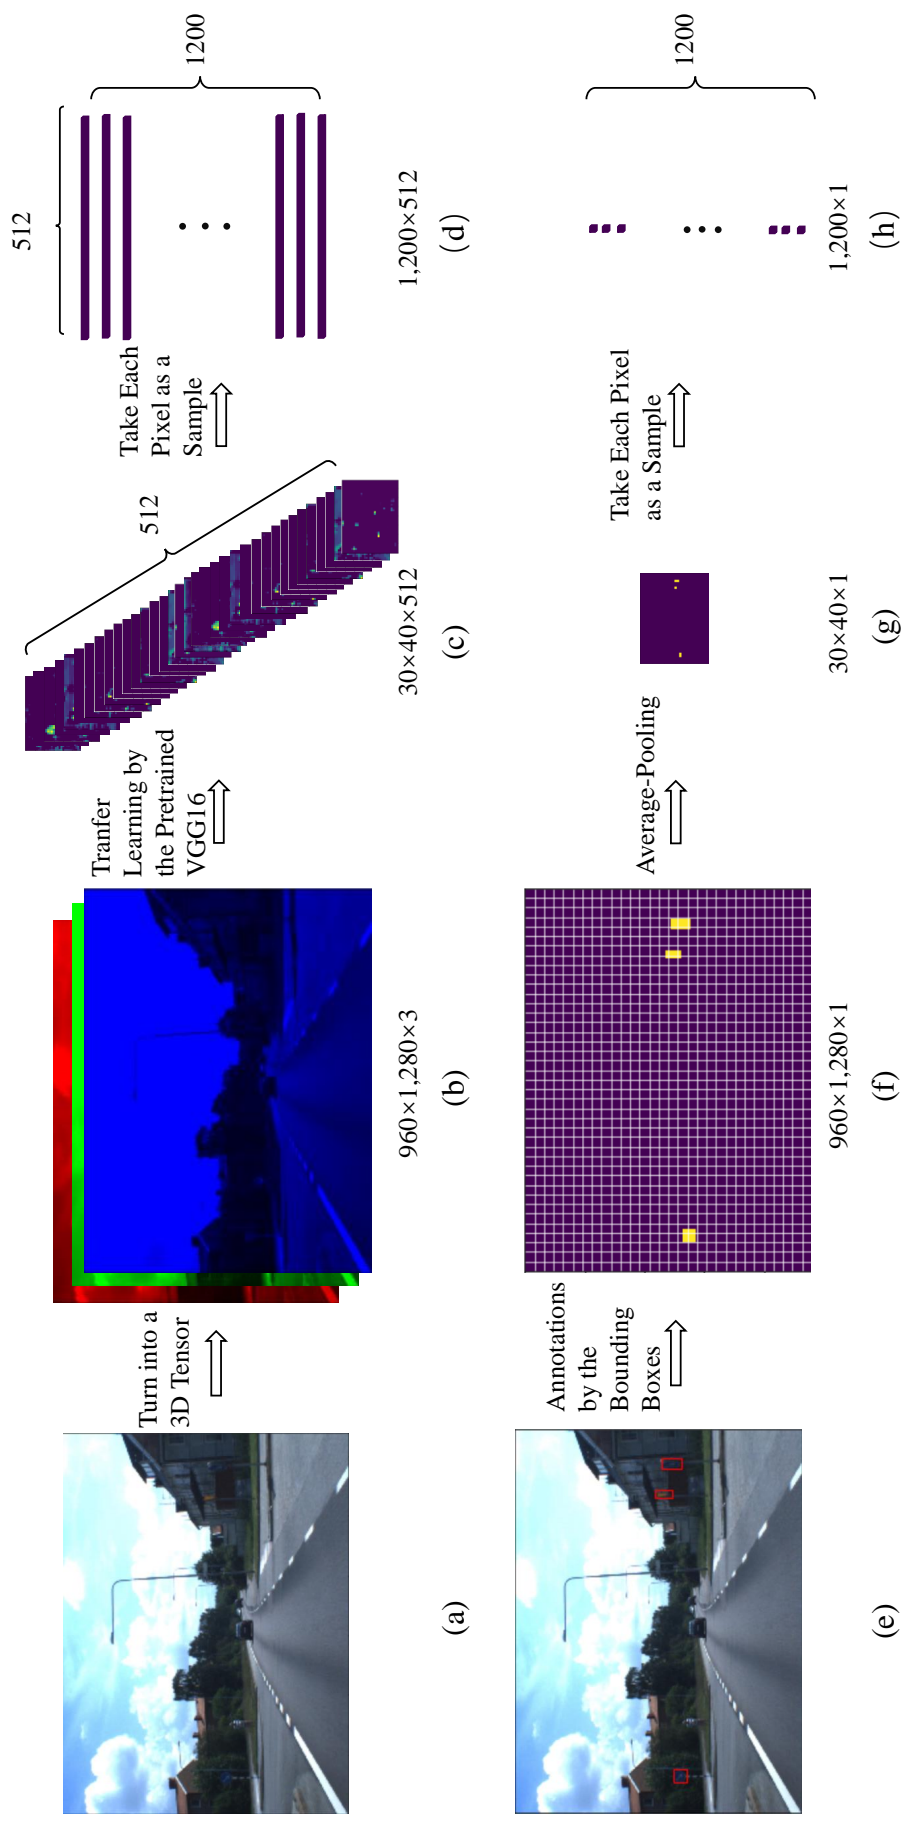 Turn into a
3D Tensor
Tranfer
Learning by
the Pretrained
VGG16
512
Take Each
Pixel as a
Sample
512
1200
960×1,280×3
30×40×512
1,200×512
(a)
(b)
(c)
(d)
Annotations
by the
Bounding
Boxes
Average-Pooling
Take Each Pixel
as a Sample
1200
960×1,280×1
30×40×1
1,200×1
(e)
(f)
(g)
(h)